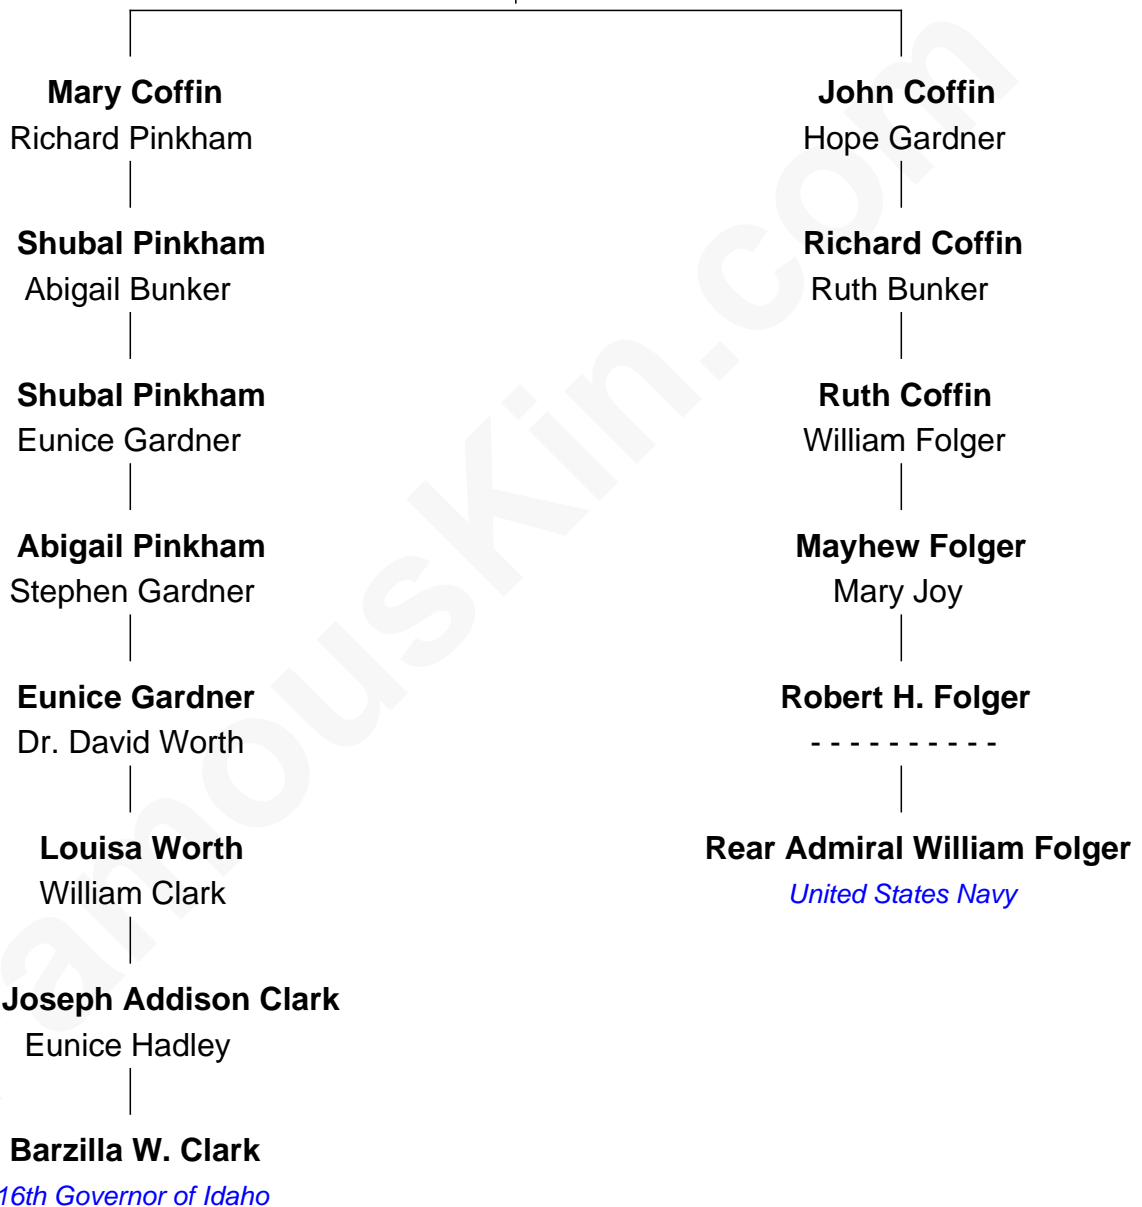 Mary Coffin
Richard Pinkham
Shubal Pinkham
Abigail Bunker
Shubal Pinkham
Eunice Gardner
Abigail Pinkham
Stephen Gardner
Eunice Gardner
Dr. David Worth
Louisa Worth
William Clark
Joseph Addison Clark
Eunice Hadley
Barzilla W. Clark
16th Governor of Idaho
John Coffin
Hope Gardner
Richard Coffin
Ruth Bunker
Ruth Coffin
William Folger
Mayhew Folger
Mary Joy
Robert H. Folger
- - - - - - - - - -
Rear Admiral William Folger
United States Navy
amouskin.com